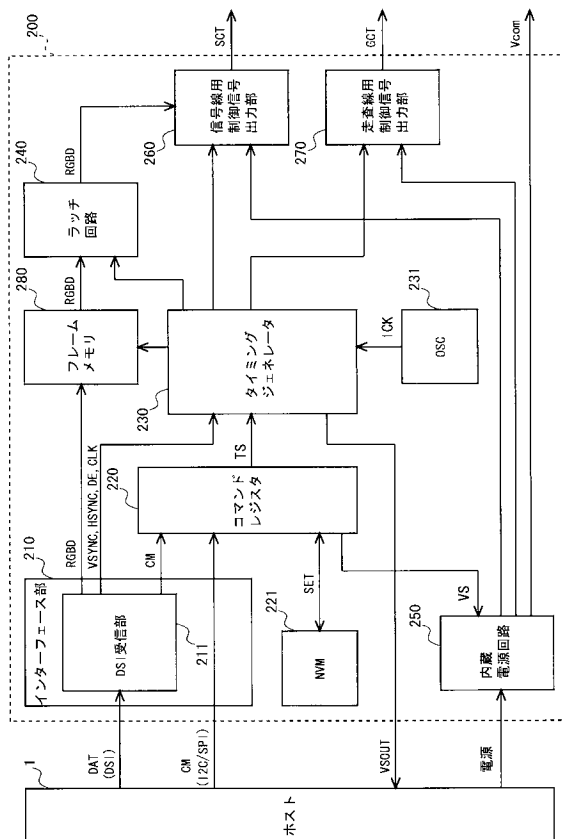 200
SCT
GCT
Vcom
信号線用
制御信号
出力部
260
走査線用
制御信号
出力部
270
240
RGBD
ラッチ
回路
280
RGBD
フレーム
メモリ
タイミング
ジェネレータ
230
231
OSC
ICK
RGBD
VSYNC, HSYNC, DE, CLK
220
TS
コマンド
レジスタ
210
インターフェース部
DSI受信部
211
CM
221
NVM
SET
VS
250
内蔵
電源回路
1
ホスト
DAT
(DSI)
CM
(I2C/SPI)
VSOUT
電源